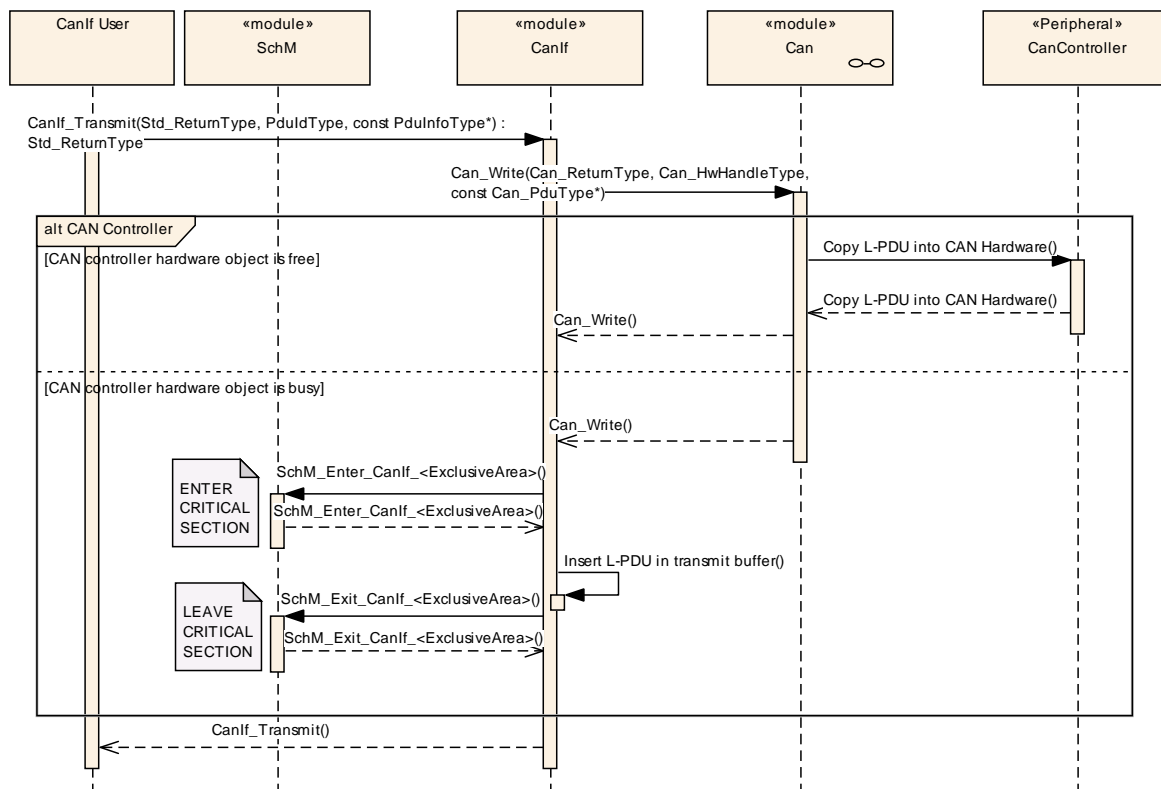 CanIf User
«module»
SchM
«module»
CanIf
«module»
Can
«Peripheral»
CanController
CanIf_Transmit(Std_ReturnType, PduIdType, const PduInfoType*) :
Std_ReturnType
Can_Write(Can_ReturnType, Can_HwHandleType,
const Can_PduType*)
alt CAN Controller
[CAN controller hardware object is free]
Copy L-PDU into CAN Hardware()
Copy L-PDU into CAN Hardware()
Can_Write()
[CAN controller hardware object is busy]
Can_Write()
ENTER
CRITICAL
SECTION
SchM_Enter_CanIf_<ExclusiveArea>()
SchM_Enter_CanIf_<ExclusiveArea>()
Insert L-PDU in transmit buffer()
LEAVE
CRITICAL
SECTION
SchM_Exit_CanIf_<ExclusiveArea>()
SchM_Exit_CanIf_<ExclusiveArea>()
CanIf_Transmit()